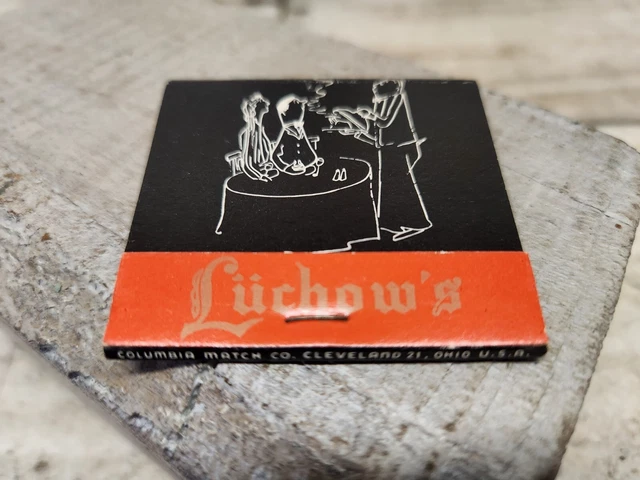 Lüchow's
COLUMBIA MATCH CO. CLEVELAND 21, OHIO U.S.A.